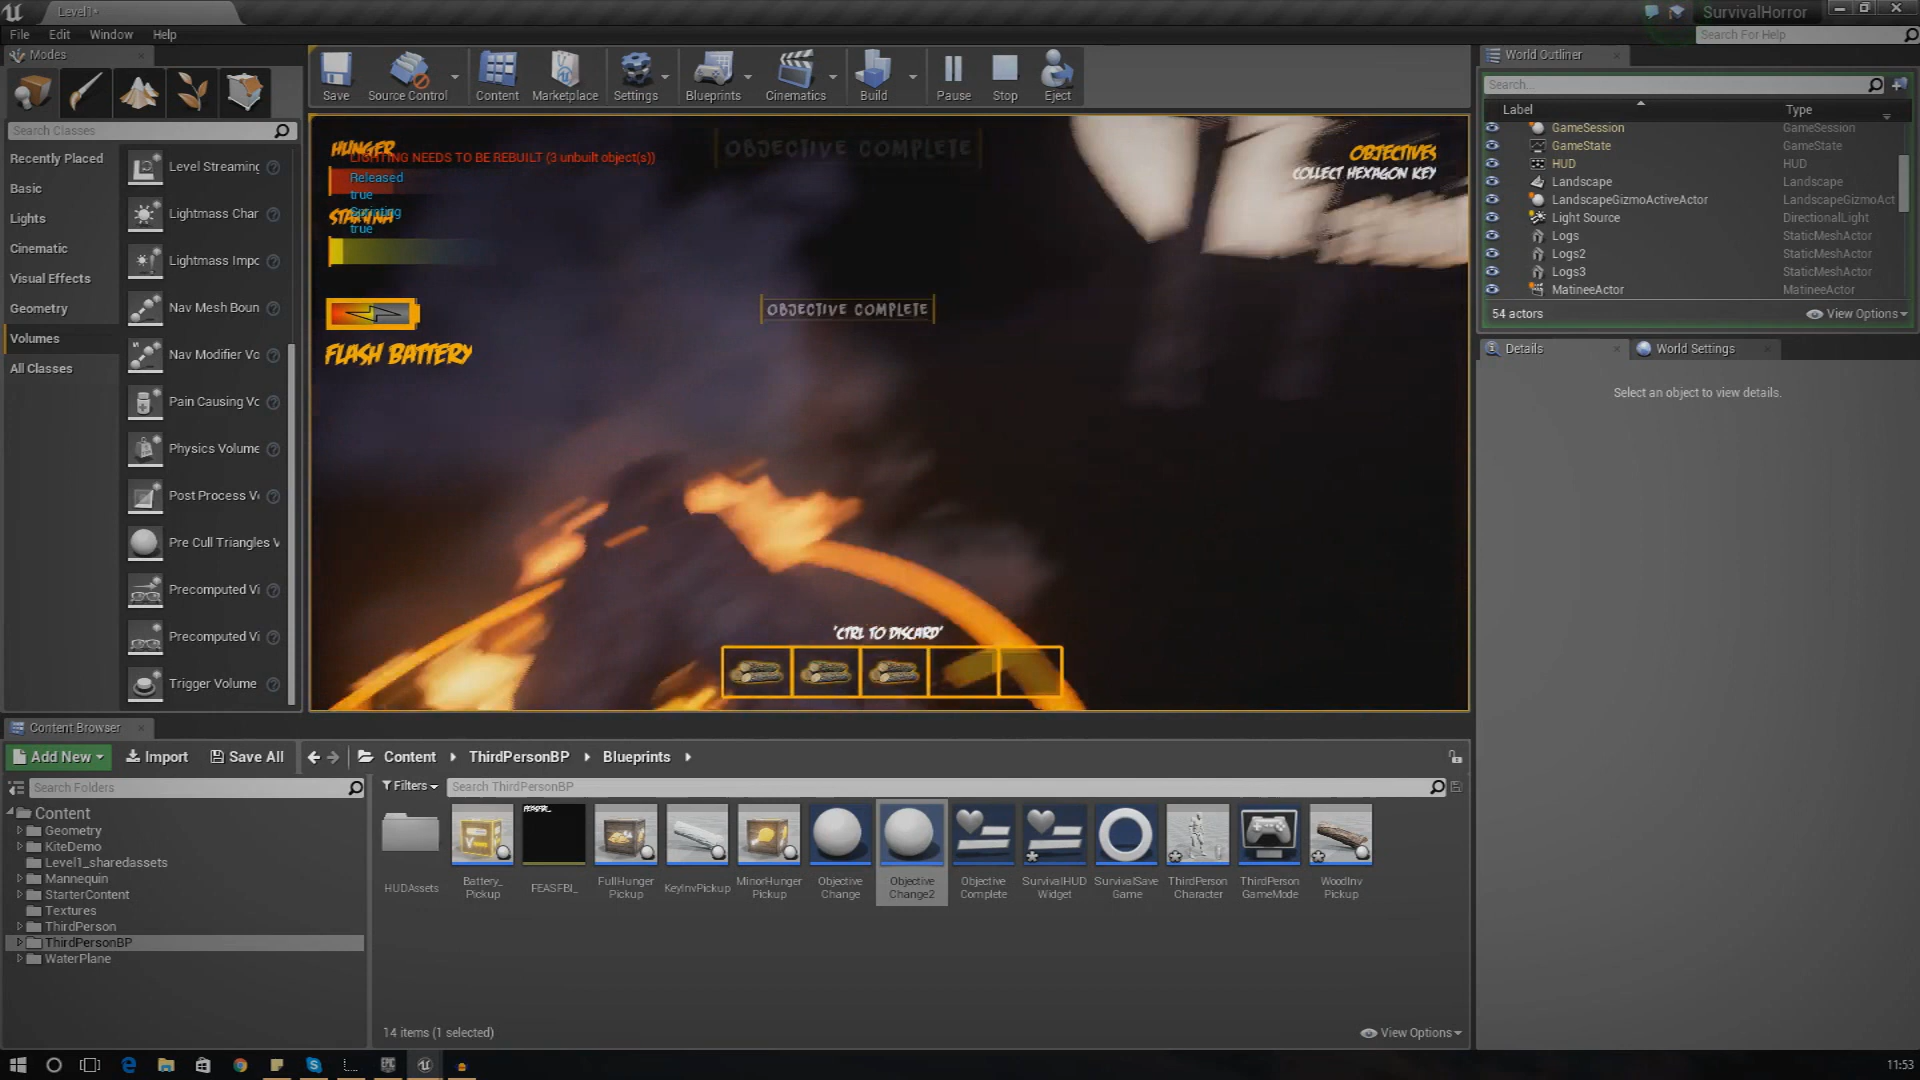 Level1*
SurvivalHorror
File Edit Window Help
Search For Help
Modes
Search Classes
Recently Placed
Basic
Lights
Cinematic
Visual Effects
Geometry
Volumes
All Classes
Level Streaming
Lightmass Char
Lightmass Impo
Nav Mesh Boun
Nav Modifier Vo
Pain Causing Vo
Physics Volume
Post Process Vo
Pre Cull Triangles V
Precomputed Vi
Precomputed Vi
Trigger Volume
Save
Source Control
Content
Marketplace
Settings
Blueprints
Cinematics
Build
Pause
Stop
Eject
HUNGER
LIGHTING NEEDS TO BE REBUILT (3 unbuilt object(s))
Released
true
STAMINA
Sprinting
true
FLASH BATTERY
OBJECTIVE COMPLETE
OBJECTIVE COMPLETE
OBJECTIVES
COLLECT HEXAGON KEY
'CTRL TO DISCARD'
World Outliner
Search...
Label Type
GameSession GameSession
GameState GameState
HUD HUD
Landscape Landscape
LandscapeGizmoActiveActor LandscapeGizmoAct
Light Source DirectionalLight
Logs StaticMeshActor
Logs2 StaticMeshActor
Logs3 StaticMeshActor
MatineeActor MatineeActor
54 actors
View Options
Details
World Settings
Select an object to view details.
Content Browser
Add New Import Save All Content ThirdPersonBP Blueprints
Search Folders
Filters
Search ThirdPersonBP
Content
Geometry
KiteDemo
Level1_sharedassets
Mannequin
StarterContent
Textures
ThirdPerson
ThirdPersonBP
WaterPlane
HUDAssets
Battery_
Pickup
FEASFBI_
FullHunger
Pickup
KeyInvPickup
MinorHunger
Pickup
Objective
Change
Objective
Change2
Objective
Complete
SurvivalHUD
Widget
SurvivalSave
Game
ThirdPerson
Character
ThirdPerson
GameMode
WoodInv
Pickup
14 items (1 selected)
View Options
11:53